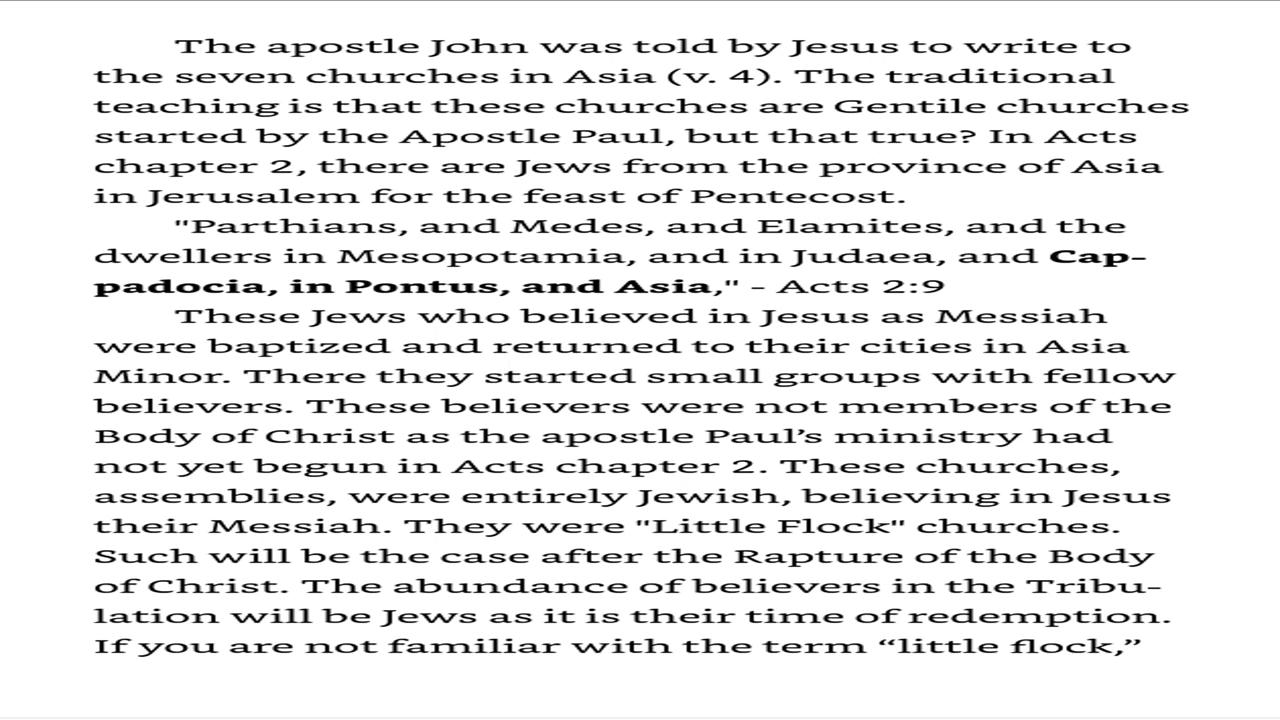 The apostle John was told by Jesus to write to
the seven churches in Asia (v. 4). The traditional
teaching is that these churches are Gentile churches
started by the Apostle Paul, but that true? In Acts
chapter 2, there are Jews from the province of Asia
in Jerusalem for the feast of Pentecost.
"Parthians, and Medes, and Elamites, and the
dwellers in Mesopotamia, and in Judaea, and Cap-
padocia, in Pontus, and Asia," - Acts 2:9
These Jews who believed in Jesus as Messiah
were baptized and returned to their cities in Asia
Minor. There they started small groups with fellow
believers. These believers were not members of the
Body of Christ as the apostle Paul’s ministry had
not yet begun in Acts chapter 2. These churches,
assemblies, were entirely Jewish, believing in Jesus
their Messiah. They were "Little Flock" churches.
Such will be the case after the Rapture of the Body
of Christ. The abundance of believers in the Tribu-
lation will be Jews as it is their time of redemption.
If you are not familiar with the term “little flock,”